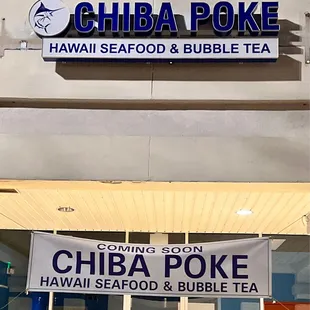 CHIBA POKE
HAWAII SEAFOOD & BUBBLE TEA
COMING SOON
CHIBA POKE
HAWAII SEAFOOD & BUBBLE TEA